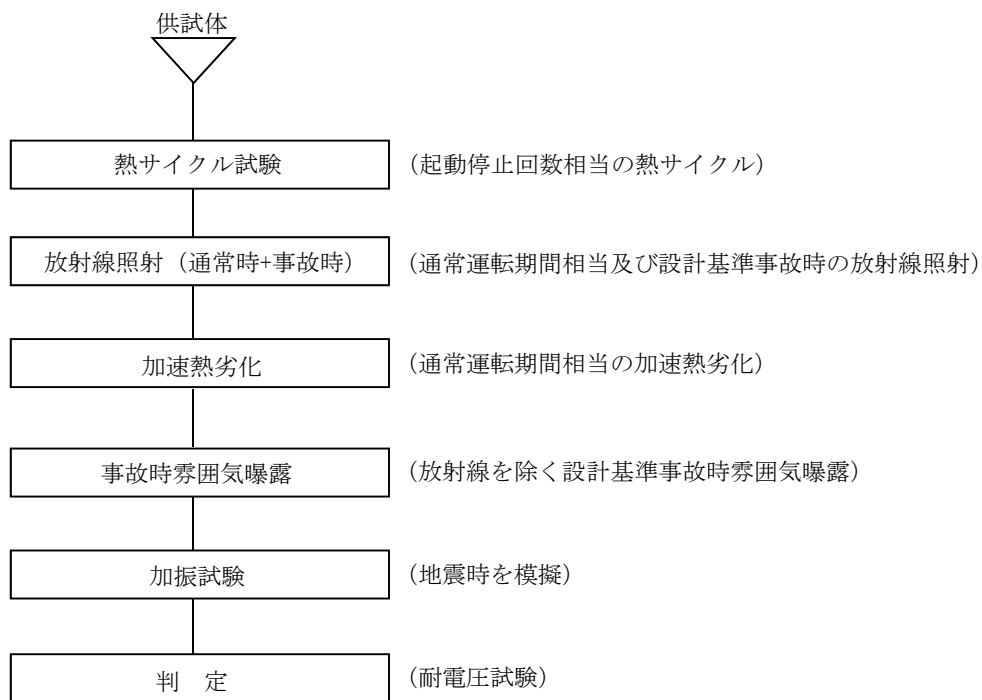 供試体
熱サイクル試験 (起動停止回数相当の熱サイクル)
放射線照射（通常時+事故時） (通常運転期間相当及び設計基準事故時の放射線照射)
加速熱劣化 (通常運転期間相当の加速熱劣化)
事故時雰囲気曝露 (放射線を除く設計基準事故時雰囲気曝露)
加振試験 (地震時を模擬)
判　定 (耐電圧試験)